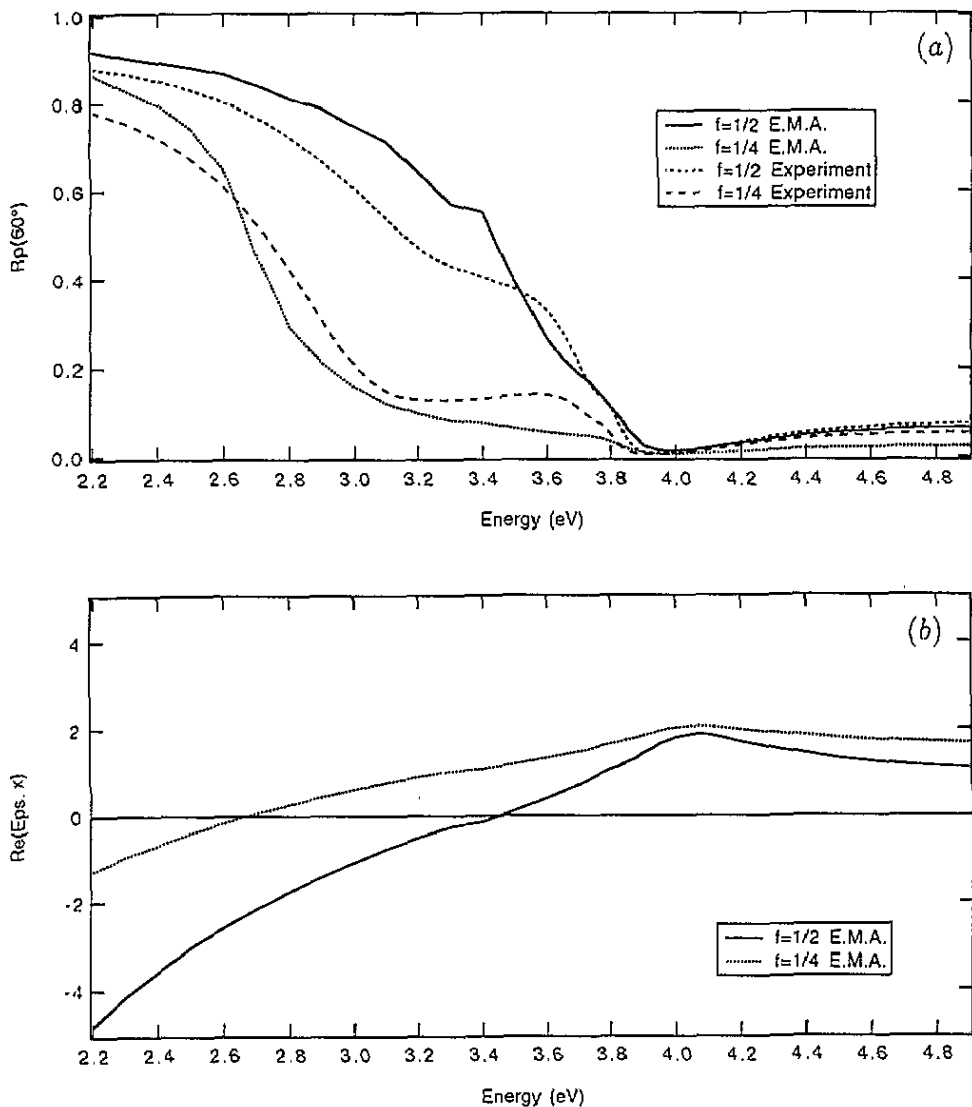 (a)
1.0
0.8
0.6
0.4
0.2
0.0
Rp(60°)
f=1/2 E.M.A.
f=1/4 E.M.A.
f=1/2 Experiment
f=1/4 Experiment
2.2 2.4 2.6 2.8 3.0 3.2 3.4 3.6 3.8 4.0 4.2 4.4 4.6 4.8
Energy (eV)
(b)
4
2
0
-2
-4
Re(Eps. x)
f=1/2 E.M.A.
f=1/4 E.M.A.
2.2 2.4 2.6 2.8 3.0 3.2 3.4 3.6 3.8 4.0 4.2 4.4 4.6 4.8
Energy (eV)